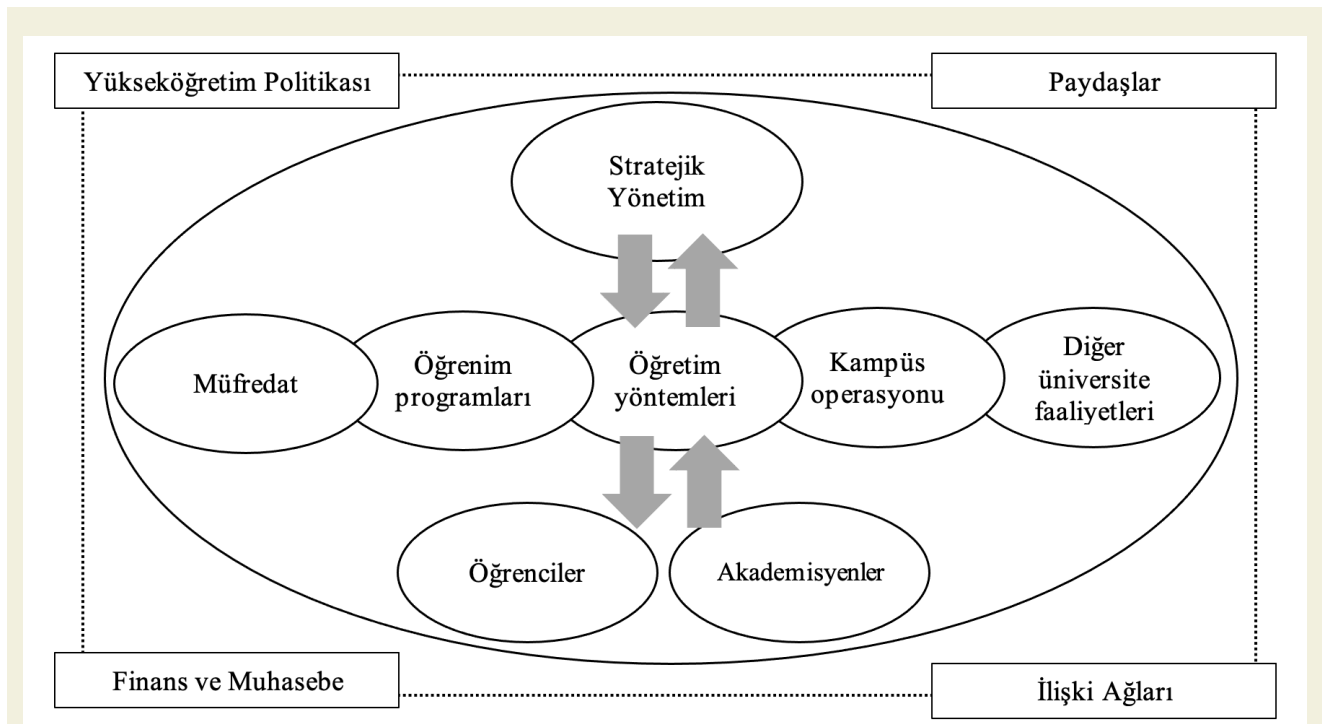 Yükseköğretim Politikası
Paydaşlar
Stratejik
Yönetim
Müfredat
Öğrenim
programları
Öğretim
yöntemleri
Kampüs
operasyonu
Diğer
üniversite
faaliyetleri
Öğrenciler
Akademisyenler
Finans ve Muhasebe
İlişki Ağları